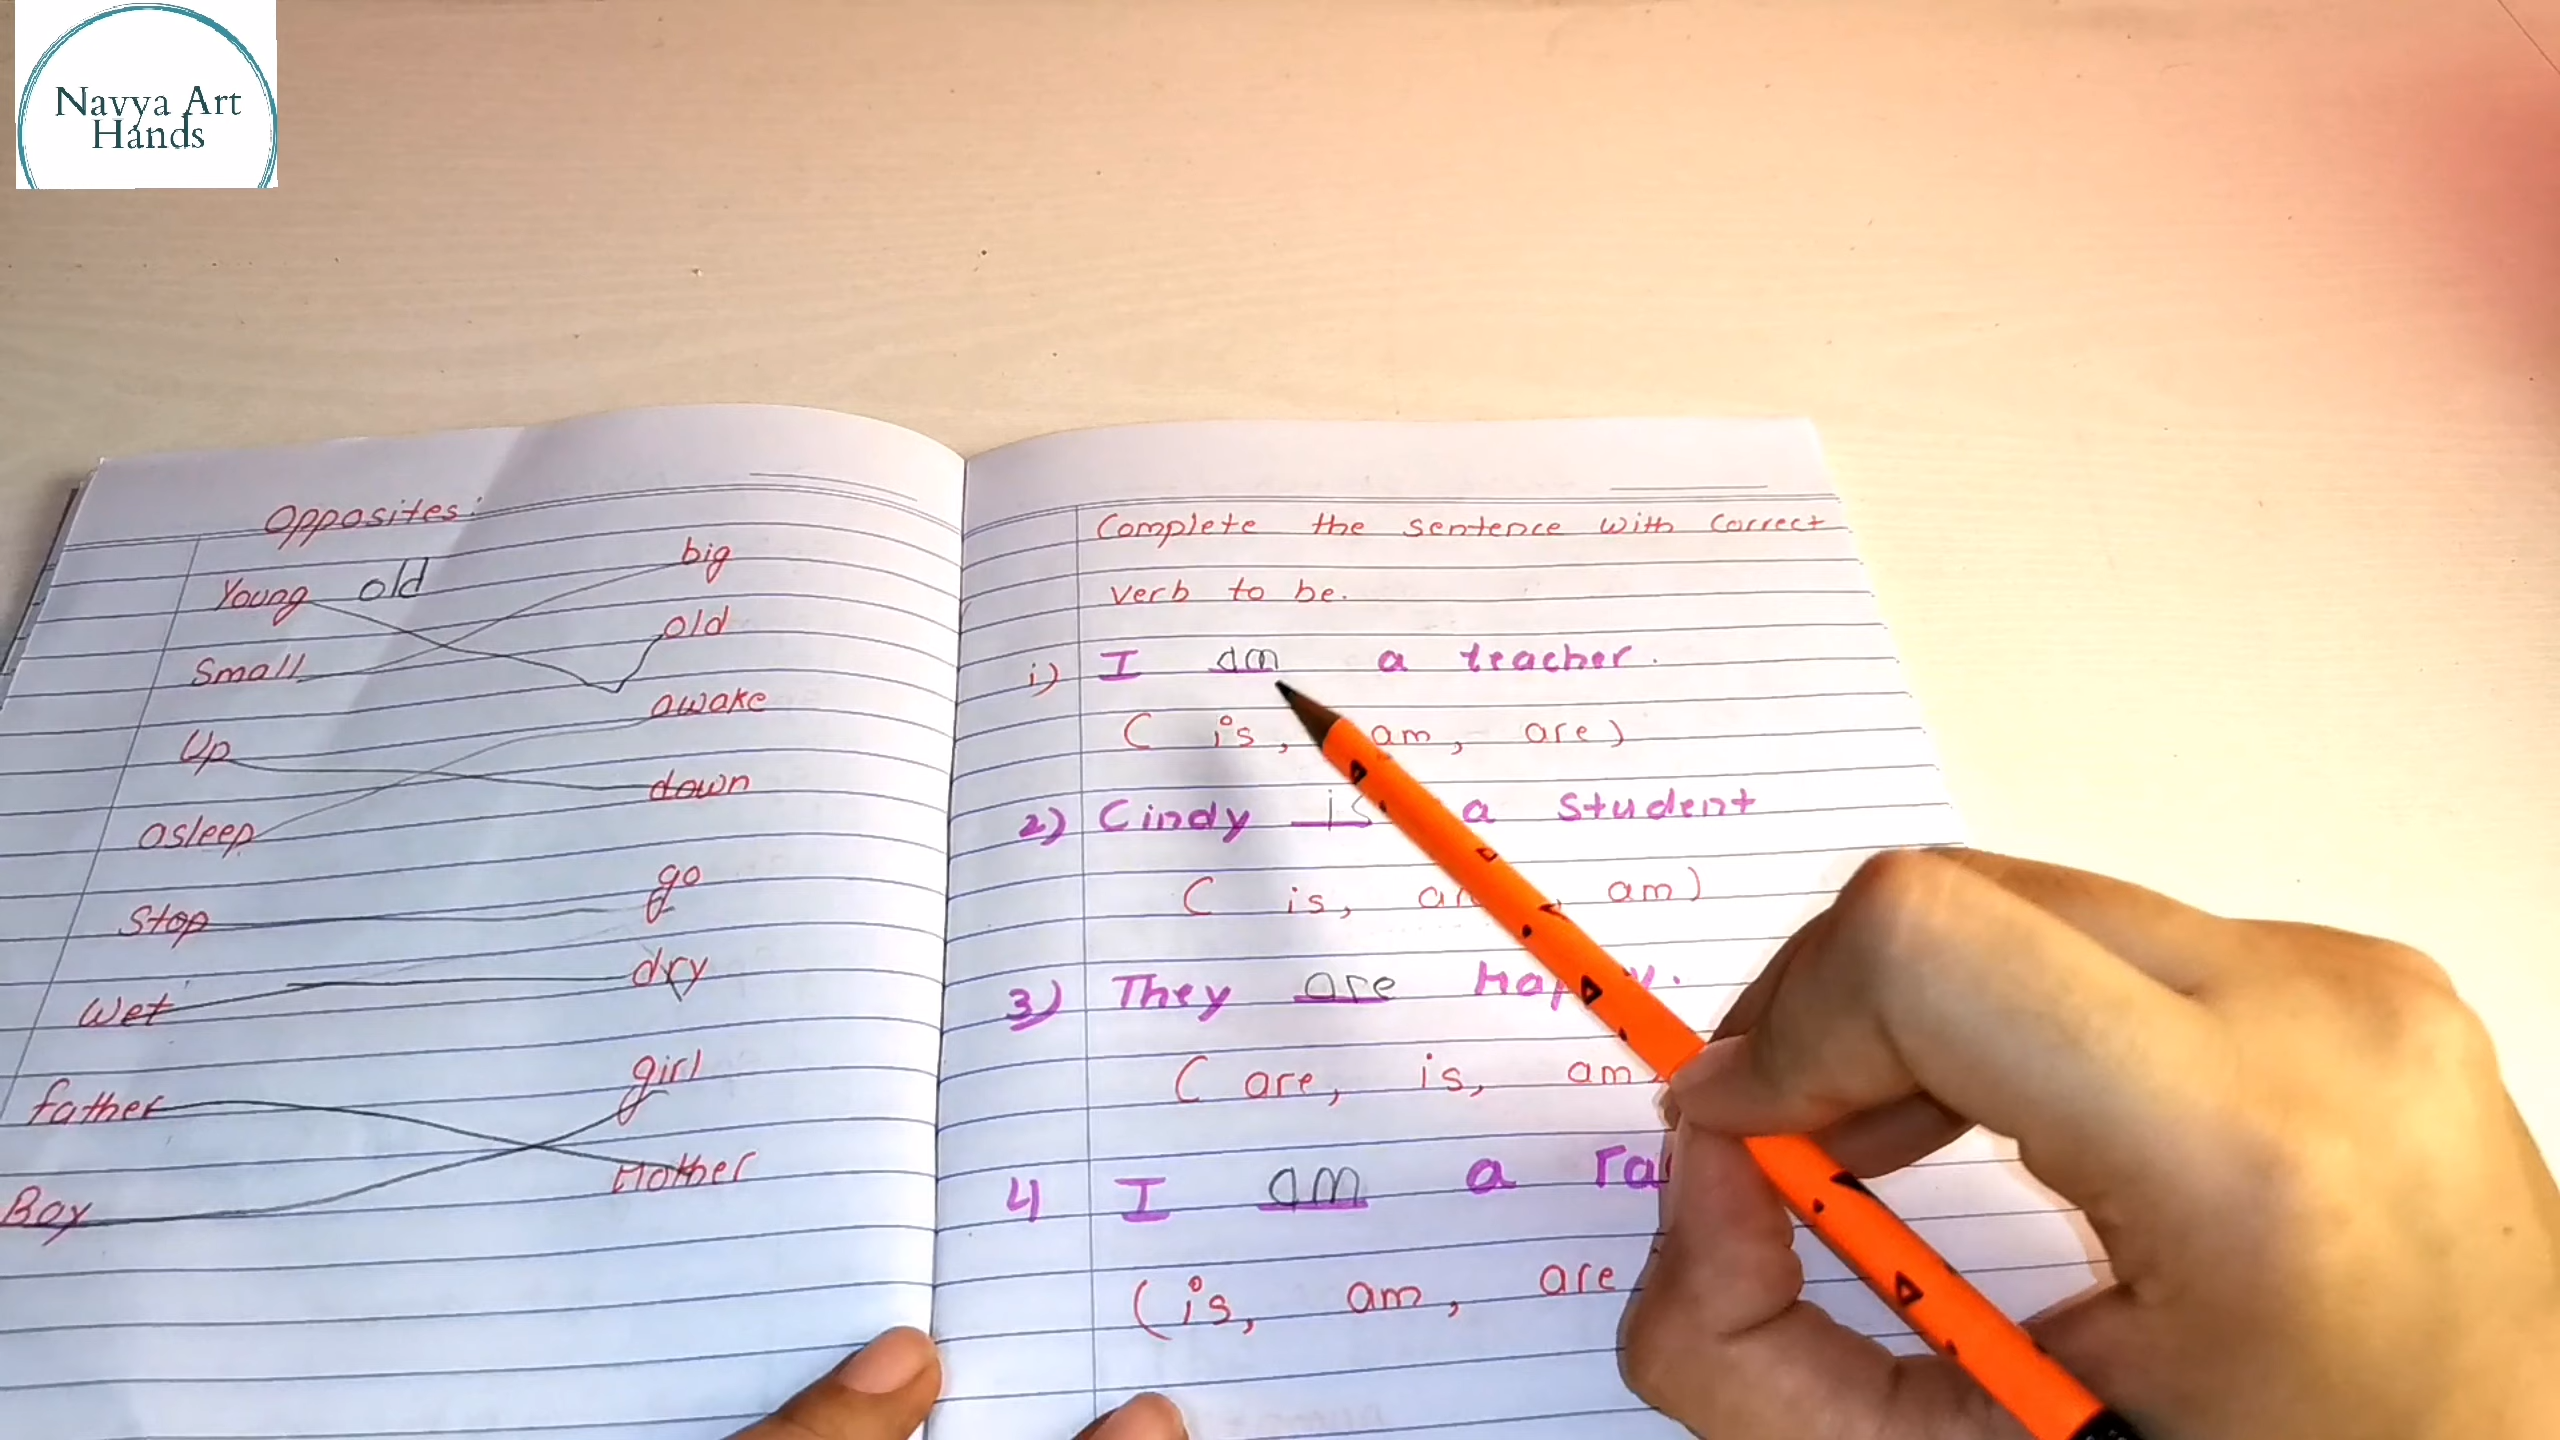 Navya Art
Hands
Opposites:
Young old
big
Small
old
Up
awake
asleep
down
Stop
go
Wet
dry
father
girl
Boy
Mother
Complete the sentence with correct
verb to be.
i) I am a teacher.
( is, am, are)
2) Cindy is a student
( is, am)
3) They are
( are, is, am
4 I am a
(is, am, are